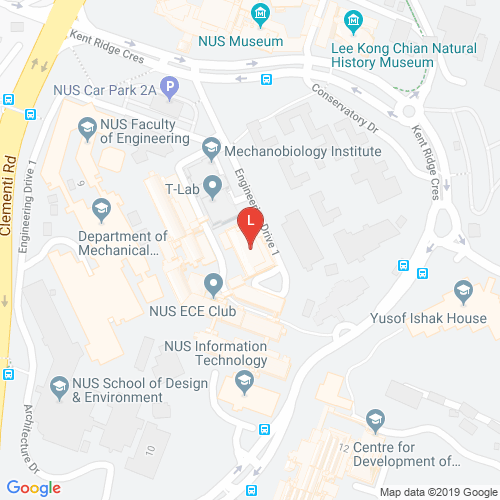 NUS Museum
Lee Kong Chian Natural
History Museum
Kent Ridge Cres
NUS Car Park 2A
P
Conservatory Dr
Kent Ridge Cres
NUS Faculty
of Engineering
Mechanobiology Institute
Clementi Rd
Engineering Drive 1
9
T-Lab
Engineering Drive 1
L
Department of
Mechanical...
NUS ECE Club
Yusof Ishak House
NUS Information
Technology
NUS School of Design
& Environment
Architecture Dr
10
12
Centre for
Development of...
Google
Map data ©2019 Google